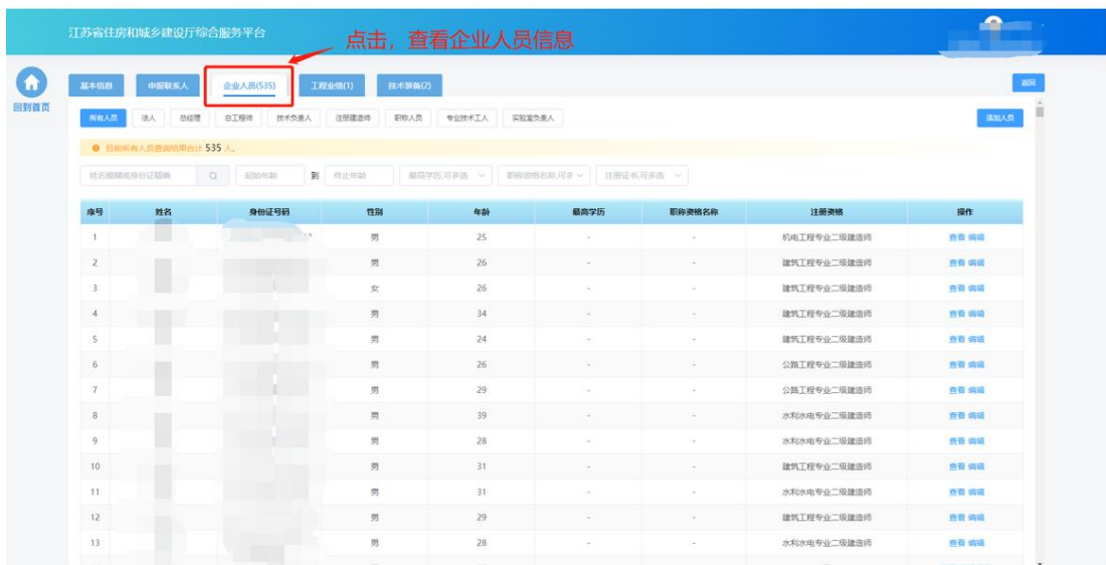 江苏省住房和城乡建设厅综合服务平台
点击，查看企业人员信息
回到首页
基本信息 申报联系人 企业人员(535) 工程业绩(1) 技术装备(2) 返回
所有人员 法人 总经理 总工程师 技术负责人 注册建造师 职称人员 专业技术工人 实验室负责人 添加人员
目前所有人员查询结果合计 535 人。
姓名模糊或身份证精确 起始年龄 到 终止年龄 最高学历,可多选 职称资格名称,可多 注册证书,可多选
序号 姓名 身份证号码 性别 年龄 最高学历 职称资格名称 注册资格 操作
1 男 25 - - 机电工程专业二级建造师 查看 编辑
2 男 26 - - 建筑工程专业二级建造师 查看 编辑
3 女 26 - - 建筑工程专业二级建造师 查看 编辑
4 男 34 - - 建筑工程专业二级建造师 查看 编辑
5 男 24 - - 建筑工程专业二级建造师 查看 编辑
6 男 26 - - 公路工程专业二级建造师 查看 编辑
7 男 29 - - 公路工程专业二级建造师 查看 编辑
8 男 39 - - 水利水电专业二级建造师 查看 编辑
9 男 28 - - 水利水电专业二级建造师 查看 编辑
10 男 31 - - 建筑工程专业二级建造师 查看 编辑
11 男 31 - - 水利水电专业二级建造师 查看 编辑
12 男 29 - - 建筑工程专业二级建造师 查看 编辑
13 男 28 - - 水利水电专业二级建造师 查看 编辑